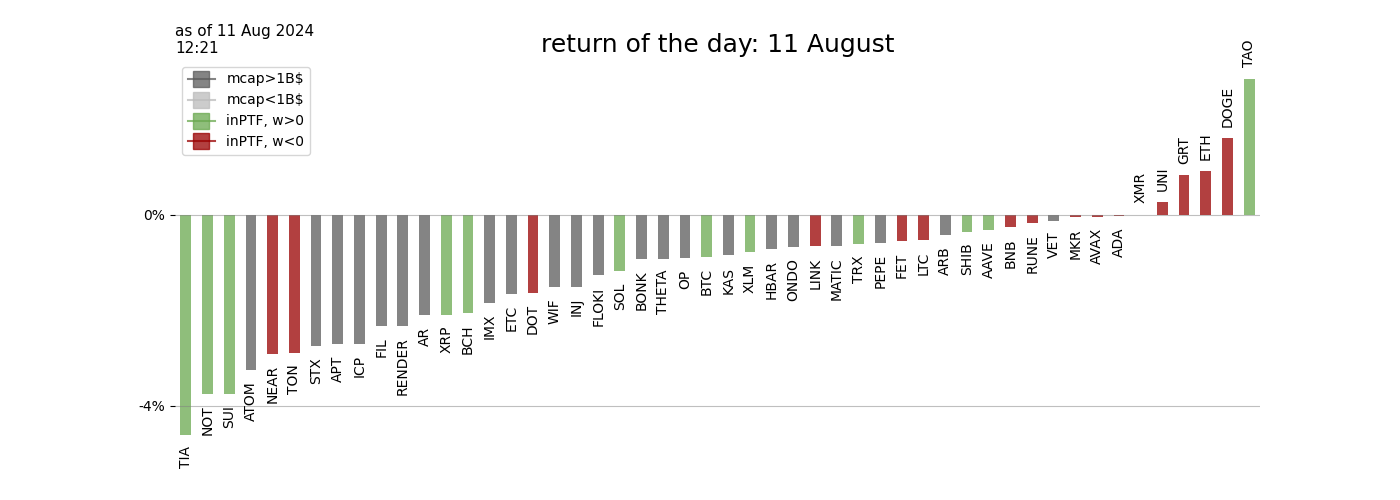 as of 11 Aug 2024
12:21
return of the day: 11 August
mcap>1B$
mcap<1B$
inPTF, w>0
inPTF, w<0
0%
-4%
TIA
NOT
SUI
ATOM
NEAR
TON
STX
APT
ICP
FIL
RENDER
AR
XRP
BCH
IMX
ETC
DOT
WIF
INJ
FLOKI
SOL
BONK
THETA
OP
BTC
KAS
XLM
HBAR
ONDO
LINK
MATIC
TRX
PEPE
FET
LTC
ARB
SHIB
AAVE
BNB
RUNE
VET
MKR
AVAX
ADA
XMR
UNI
GRT
ETH
DOGE
TAO